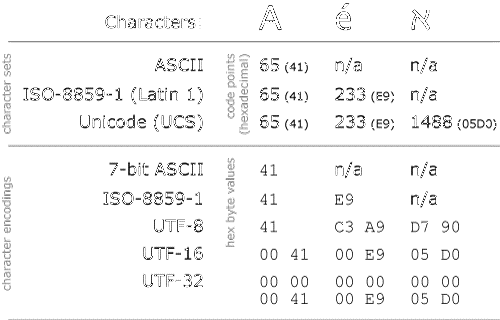 Characters: A é א
character sets
code points
(hexadecimal)
ASCII 65 (41) n/a n/a
ISO-8859-1 (Latin 1) 65 (41) 233 (E9) n/a
Unicode (UCS) 65 (41) 233 (E9) 1488 (05D0)
character encodings
hex byte values
7-bit ASCII 41 n/a n/a
ISO-8859-1 41 E9 n/a
UTF-8 41 C3 A9 D7 90
UTF-16 00 41 00 E9 05 D0
UTF-32 00 00 00 00 00 00
00 41 00 E9 05 D0